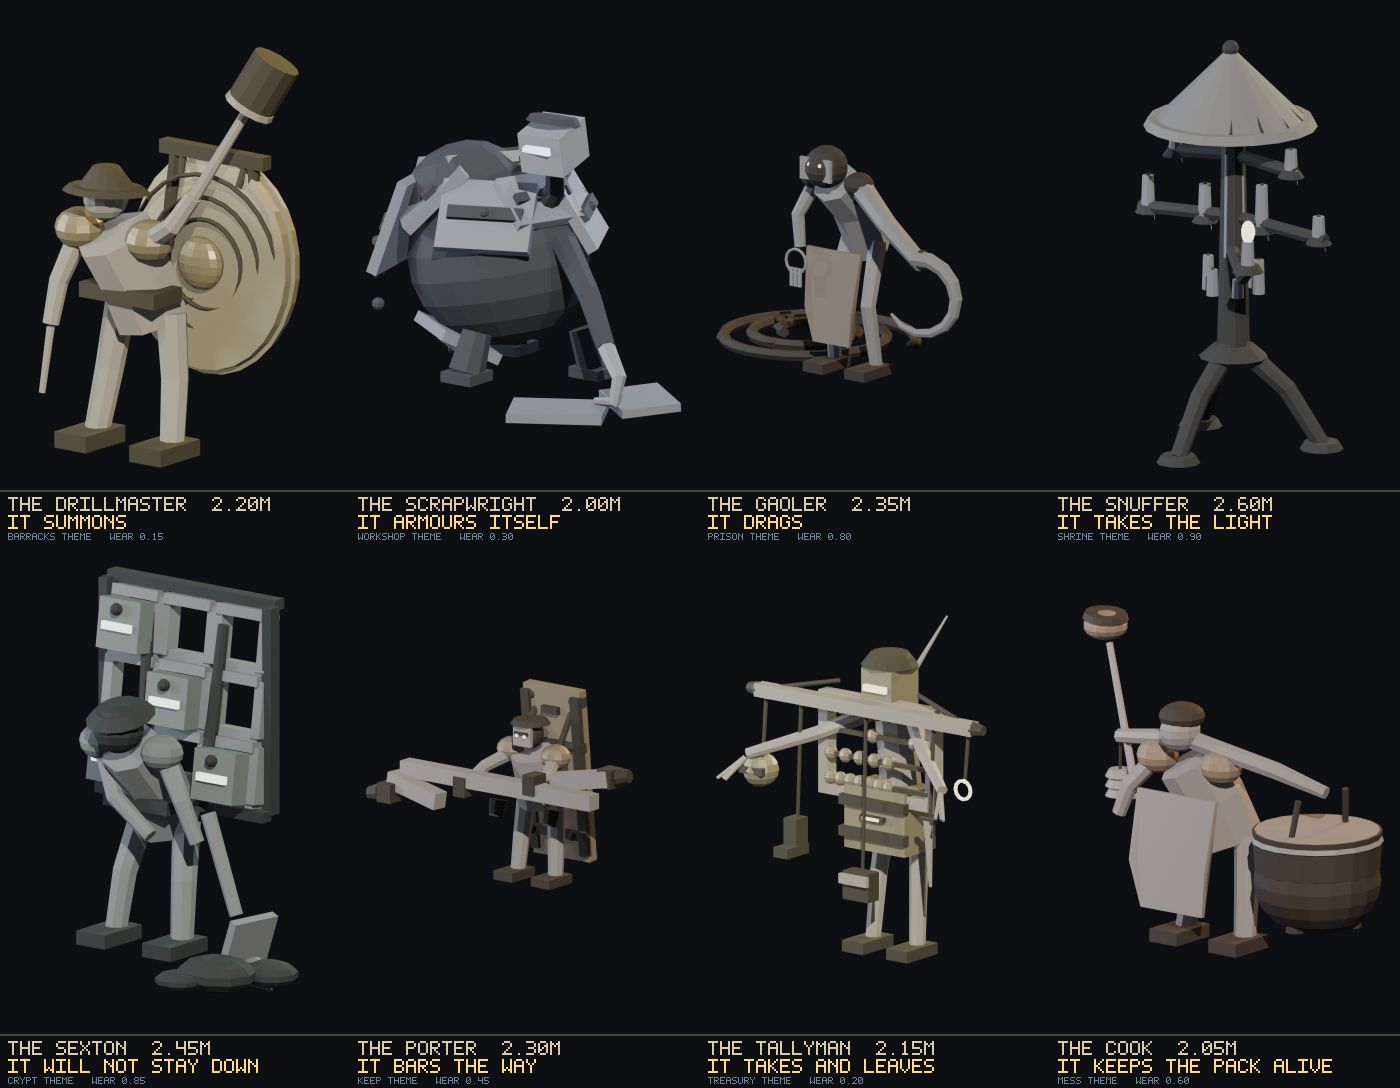 THE DRILLMASTER 2.20M
IT SUMMONS
BARRACKS THEME WEAR 0.15
THE SCRAPWRIGHT 2.00M
IT ARMOURS ITSELF
WORKSHOP THEME WEAR 0.30
THE GAOLER 2.35M
IT DRAGS
PRISON THEME WEAR 0.80
THE SNUFFER 2.60M
IT TAKES THE LIGHT
SHRINE THEME WEAR 0.90
THE SEXTON 2.45M
IT WILL NOT STAY DOWN
CRYPT THEME WEAR 0.85
THE PORTER 2.30M
IT BARS THE WAY
KEEP THEME WEAR 0.45
THE TALLYMAN 2.15M
IT TAKES AND LEAVES
TREASURY THEME WEAR 0.20
THE COOK 2.05M
IT KEEPS THE PACK ALIVE
MESS THEME WEAR 0.60